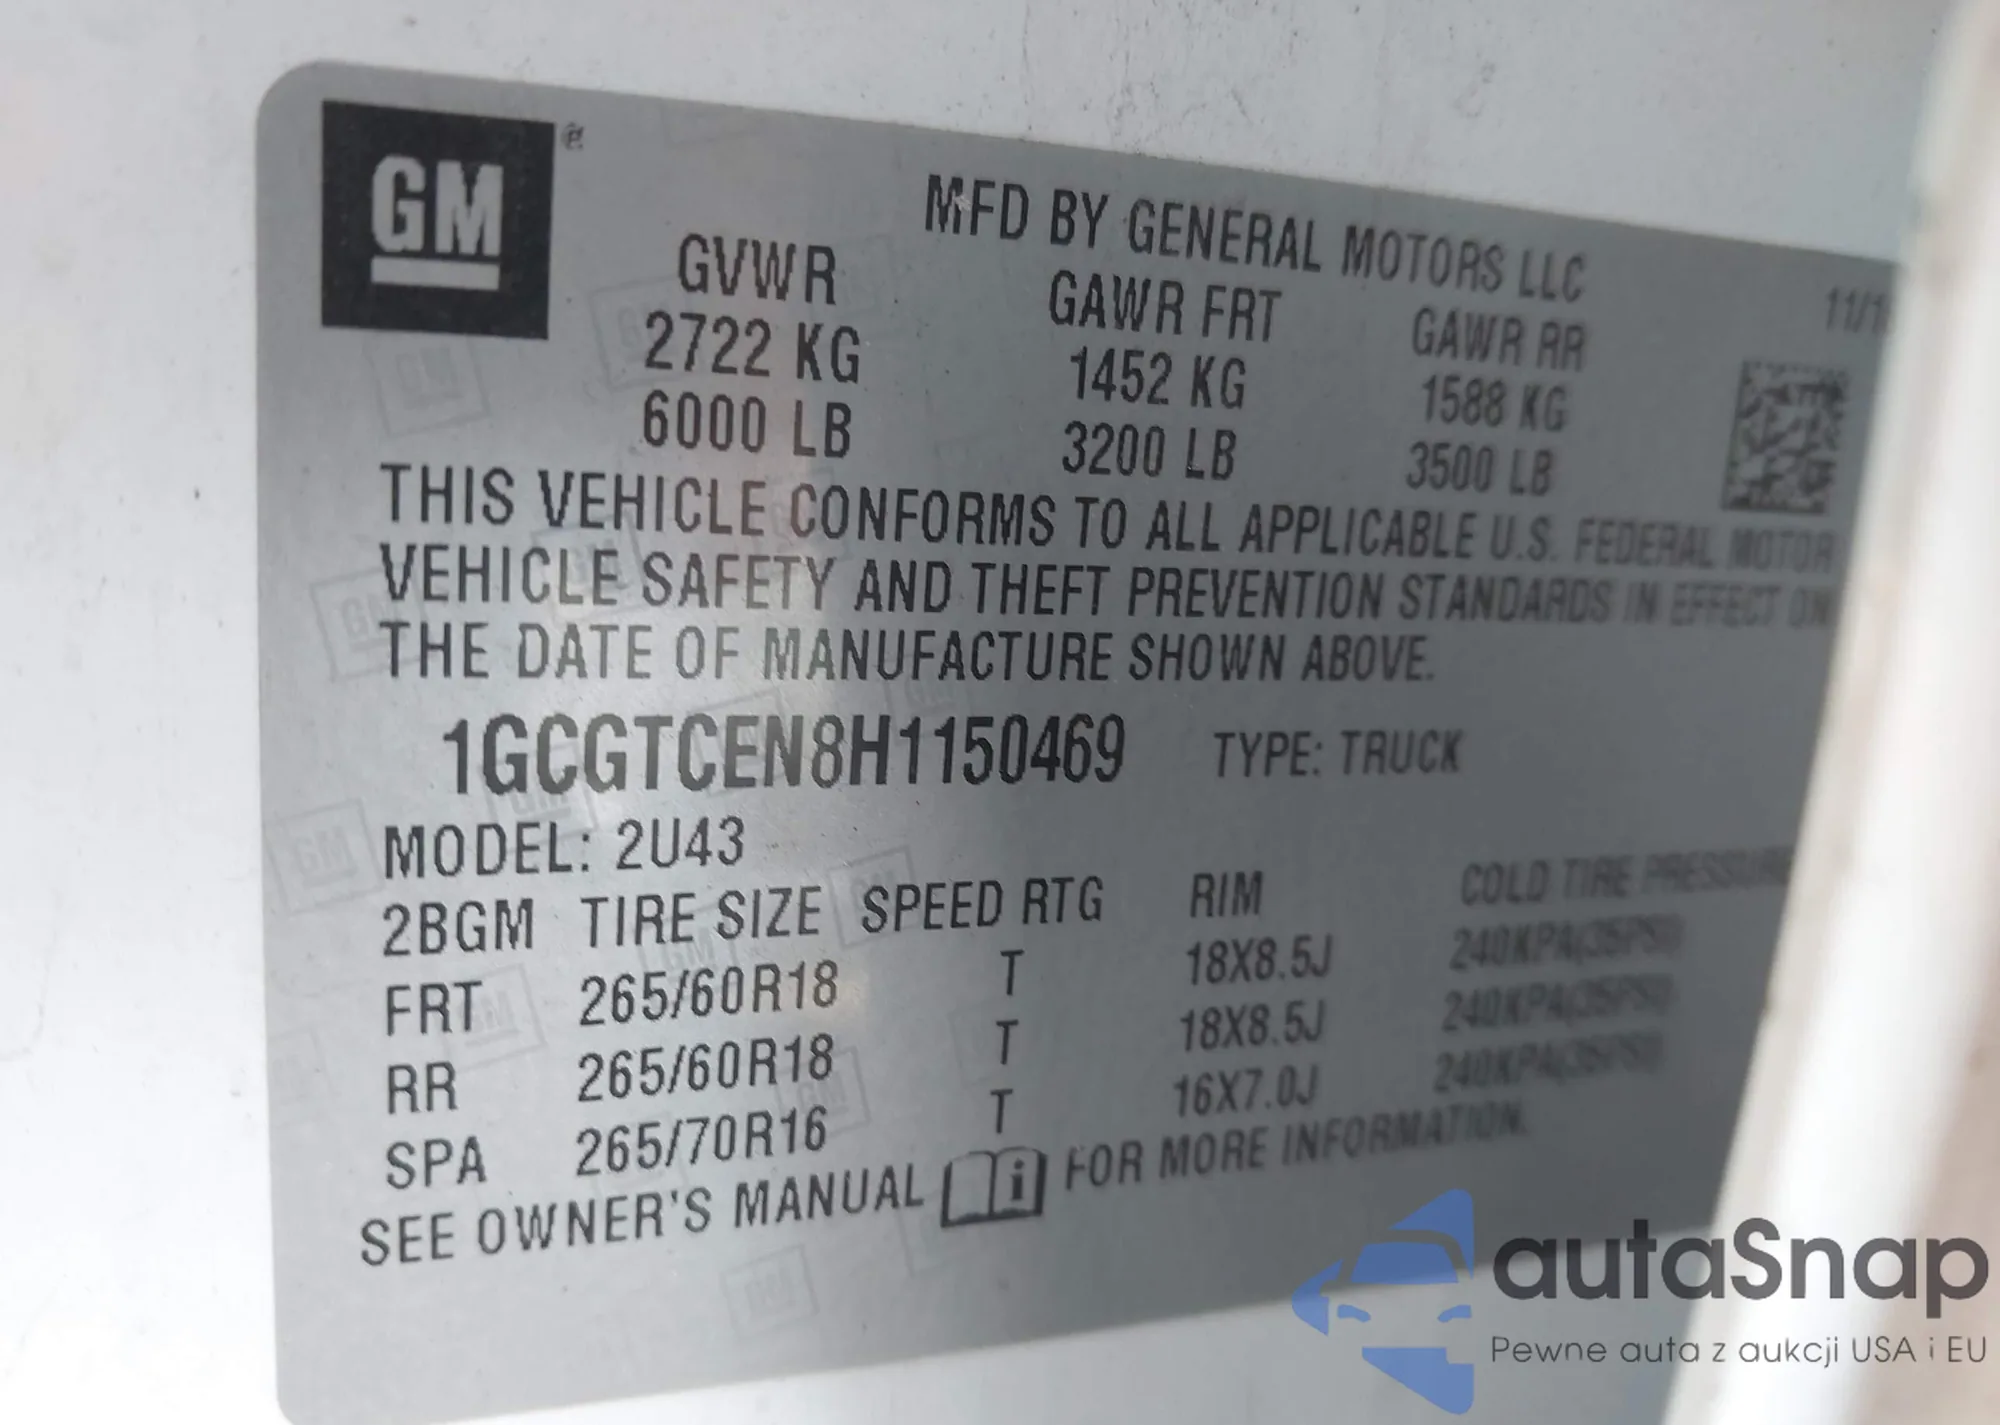 GM
MFD BY GENERAL MOTORS LLC
GVWR GAWR FRT GAWR RR
2722 KG 1452 KG 1588 KG
6000 LB 3200 LB 3500 LB
THIS VEHICLE CONFORMS TO ALL APPLICABLE U.S. FEDERAL MOTOR
VEHICLE SAFETY AND THEFT PREVENTION STANDARDS IN EFFECT ON
THE DATE OF MANUFACTURE SHOWN ABOVE.
1GCGTCEN8H1150469 TYPE: TRUCK
MODEL: 2U43
2BGM TIRE SIZE SPEED RTG RIM COLD TIRE PRESSURE
FRT 265/60R18 T 18X8.5J 240KPA(35PSI)
RR 265/60R18 T 18X8.5J 240KPA(35PSI)
SPA 265/70R16 T 16X7.0J 240KPA(35PSI)
SEE OWNER'S MANUAL FOR MORE INFORMATION.
autaSnap
Pewne auta z aukcji USA i EU